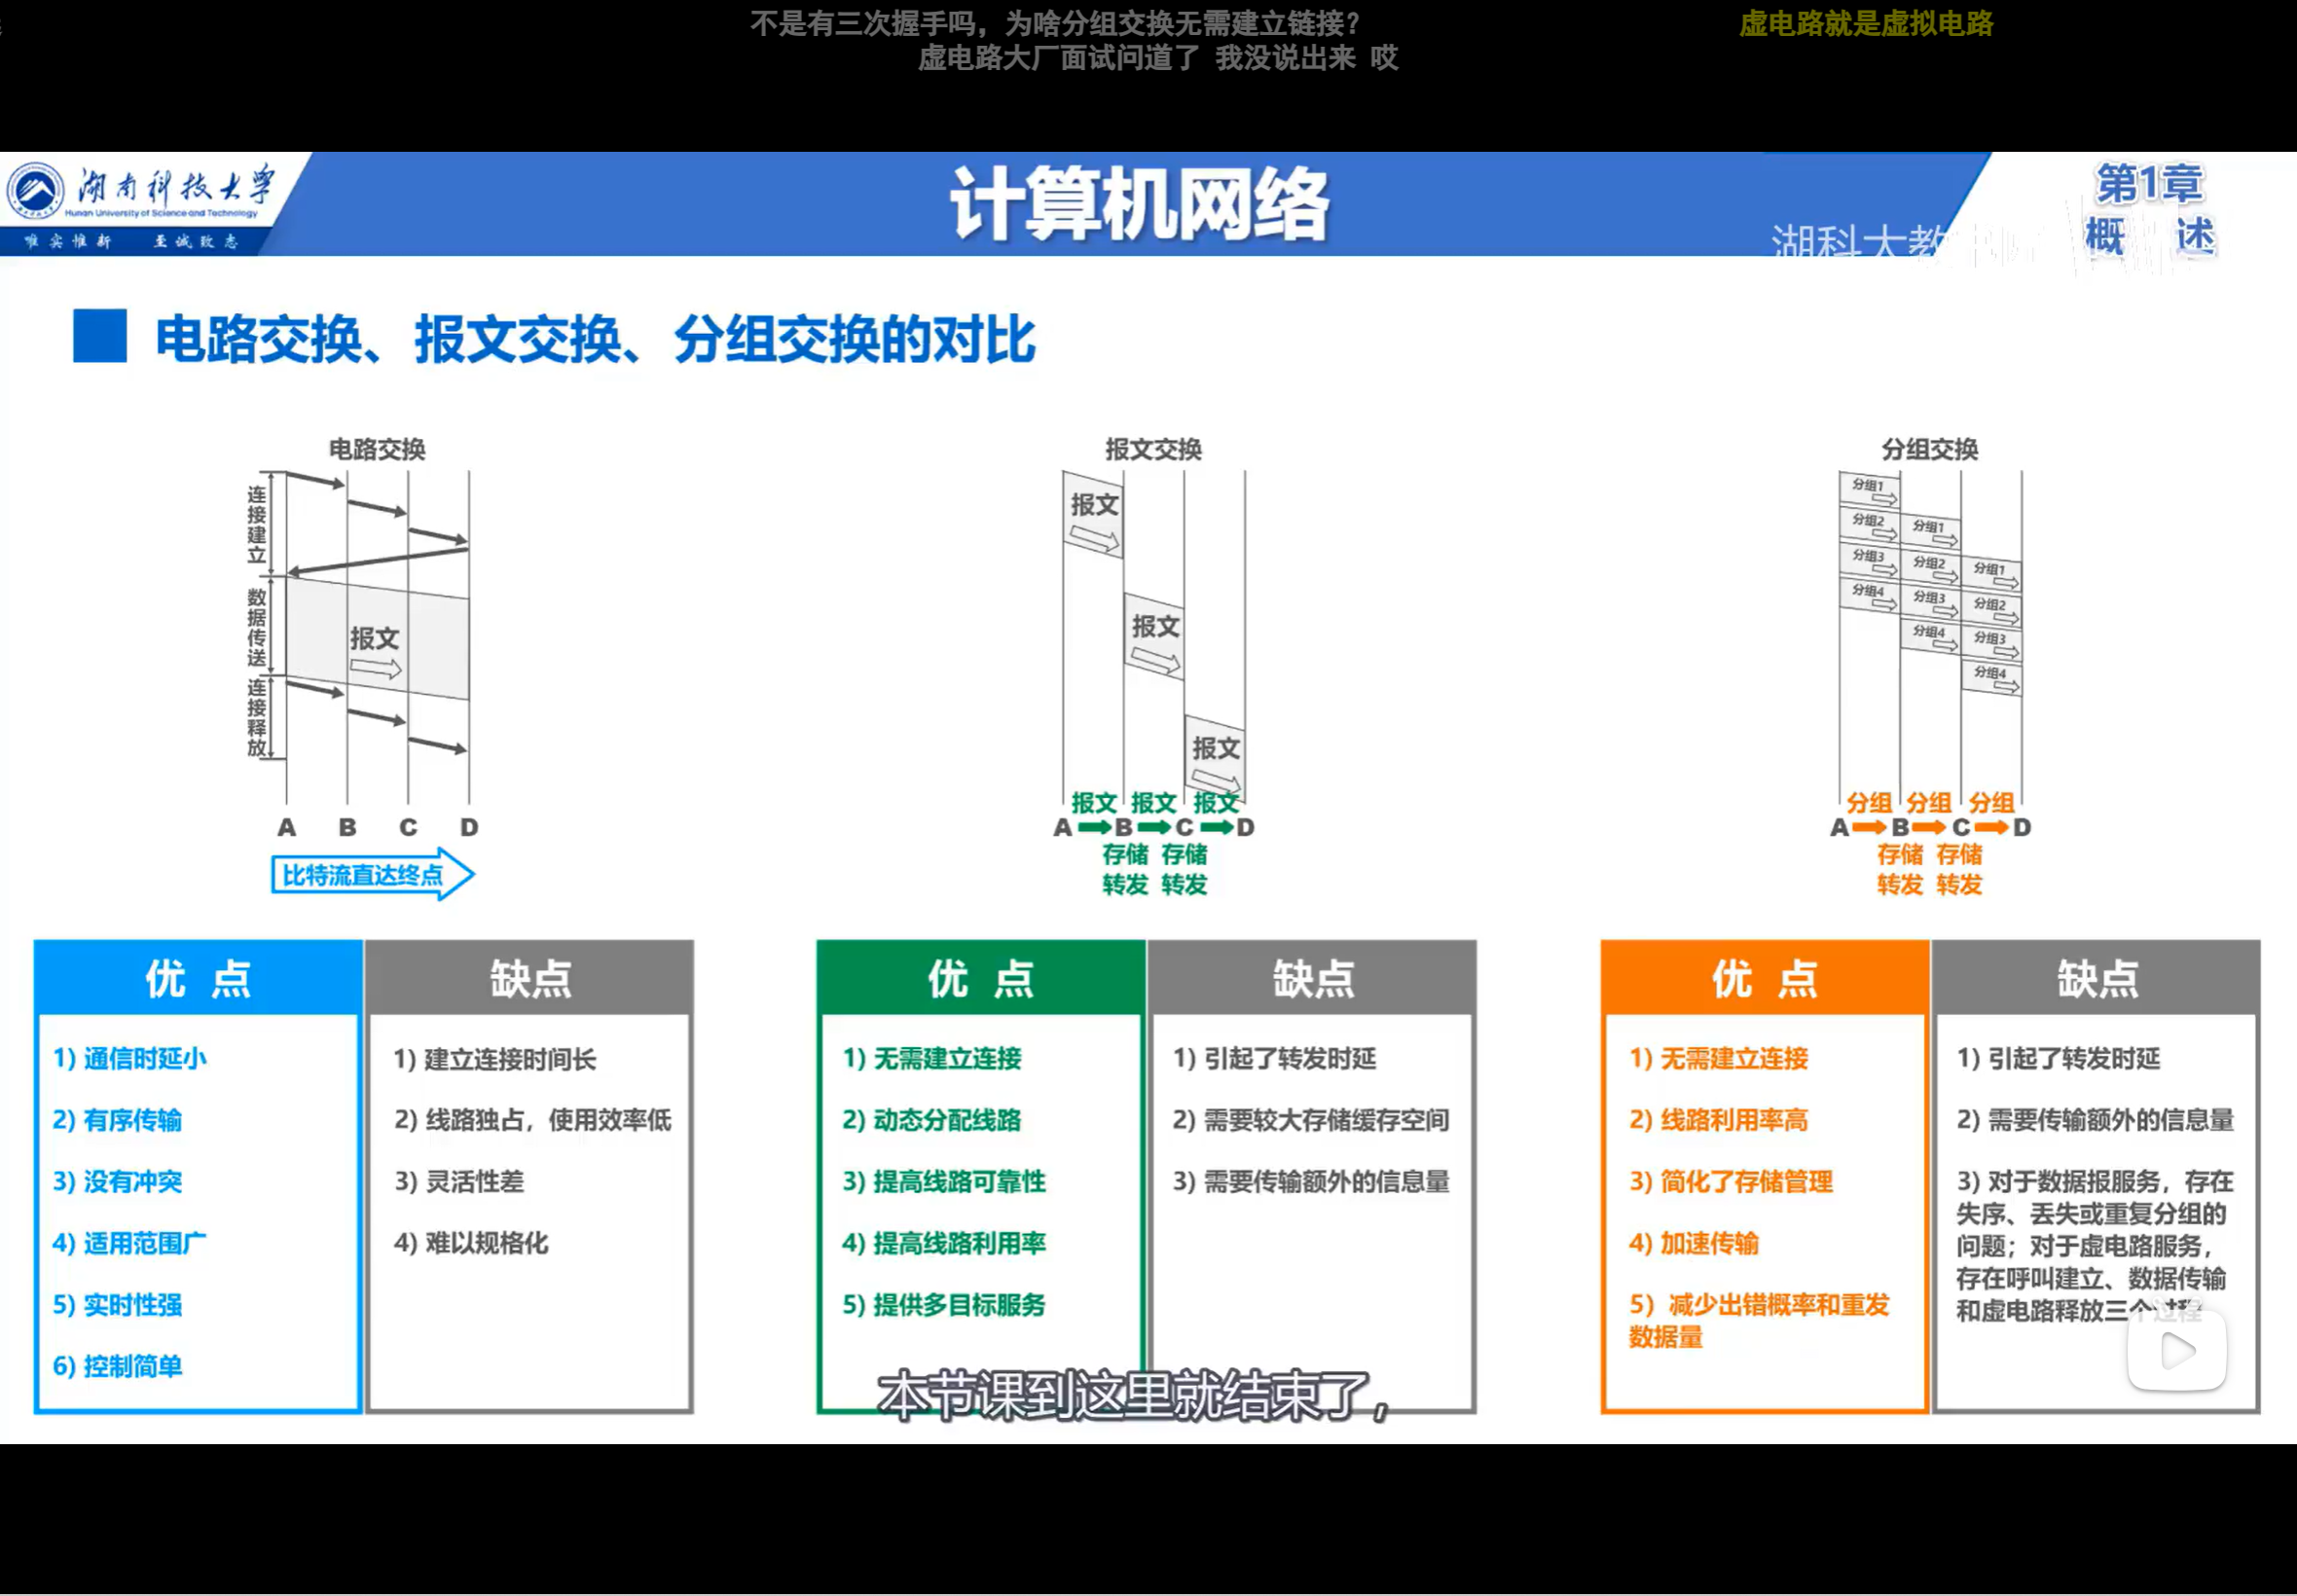 不是有三次握手吗，为啥分组交换无需建立链接？
虚电路就是虚拟电路
虚电路大厂面试问道了 我没说出来 哎
湖南科技大学
Hunan University of Science and Technology
唯实惟新 至诚致志
计算机网络
第1章
概 述
湖科大教
电路交换、报文交换、分组交换的对比
电路交换
连接建立
数据传送
连接释放
报文
A B C D
比特流直达终点
报文交换
报文
报文
报文
报文 报文 报文
A B C D
存储 存储
转发 转发
分组交换
分组1
分组2 分组1
分组3 分组2 分组1
分组4 分组3 分组2
分组4 分组3
分组4
分组 分组 分组
A B C D
存储 存储
转发 转发
优 点
1) 通信时延小
2) 有序传输
3) 没有冲突
4) 适用范围广
5) 实时性强
6) 控制简单
缺点
1) 建立连接时间长
2) 线路独占，使用效率低
3) 灵活性差
4) 难以规格化
优 点
1) 无需建立连接
2) 动态分配线路
3) 提高线路可靠性
4) 提高线路利用率
5) 提供多目标服务
缺点
1) 引起了转发时延
2) 需要较大存储缓存空间
3) 需要传输额外的信息量
优 点
1) 无需建立连接
2) 线路利用率高
3) 简化了存储管理
4) 加速传输
5) 减少出错概率和重发
数据量
缺点
1) 引起了转发时延
2) 需要传输额外的信息量
3) 对于数据报服务，存在
失序、丢失或重复分组的
问题；对于虚电路服务，
存在呼叫建立、数据传输
和虚电路释放三个过程
本节课到这里就结束了，